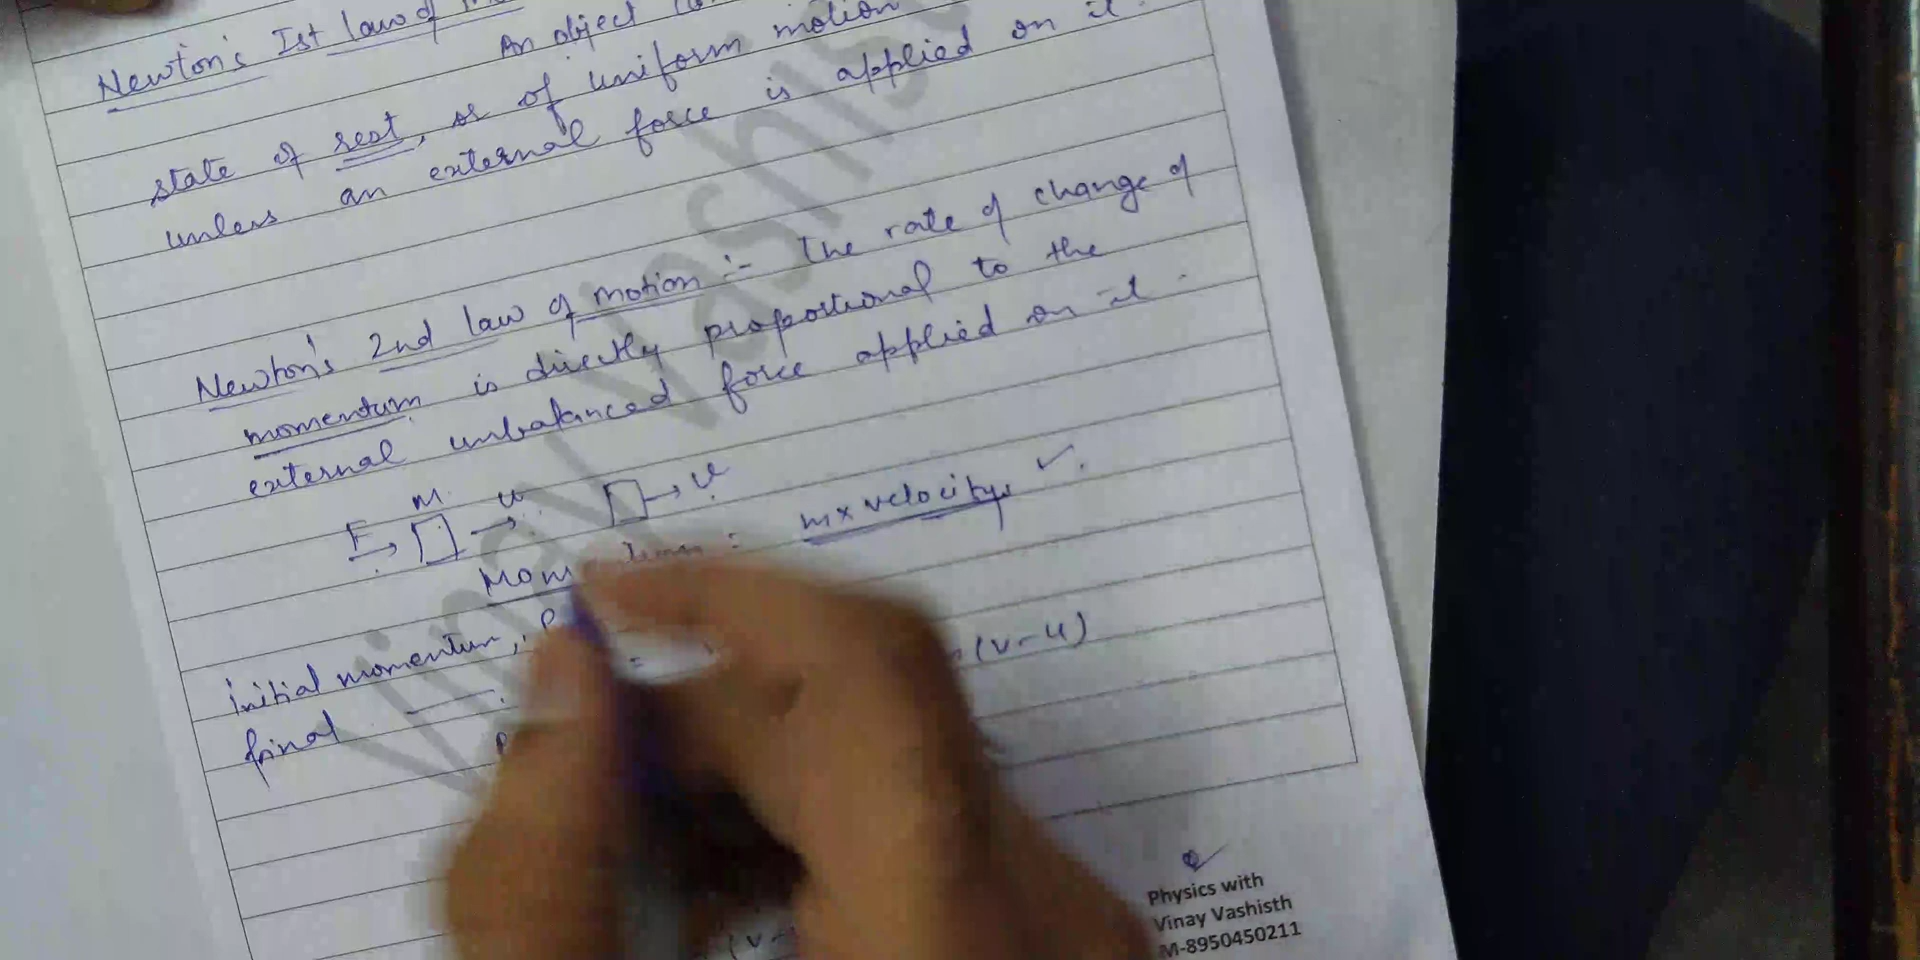 Newton's Ist law of
An object
state of rest, or of uniform motion
unless an external force is applied on it.
Newton's 2nd law of motion :- The rate of change of
momentum is directly proportional to the
external unbalanced force applied on it.
F → M → u → v
: m × velocity ✓.
initial momentum,
(v-u)
final
(v-
Physics with
Vinay Vashisth
M-8950450211
Vinay Vashist